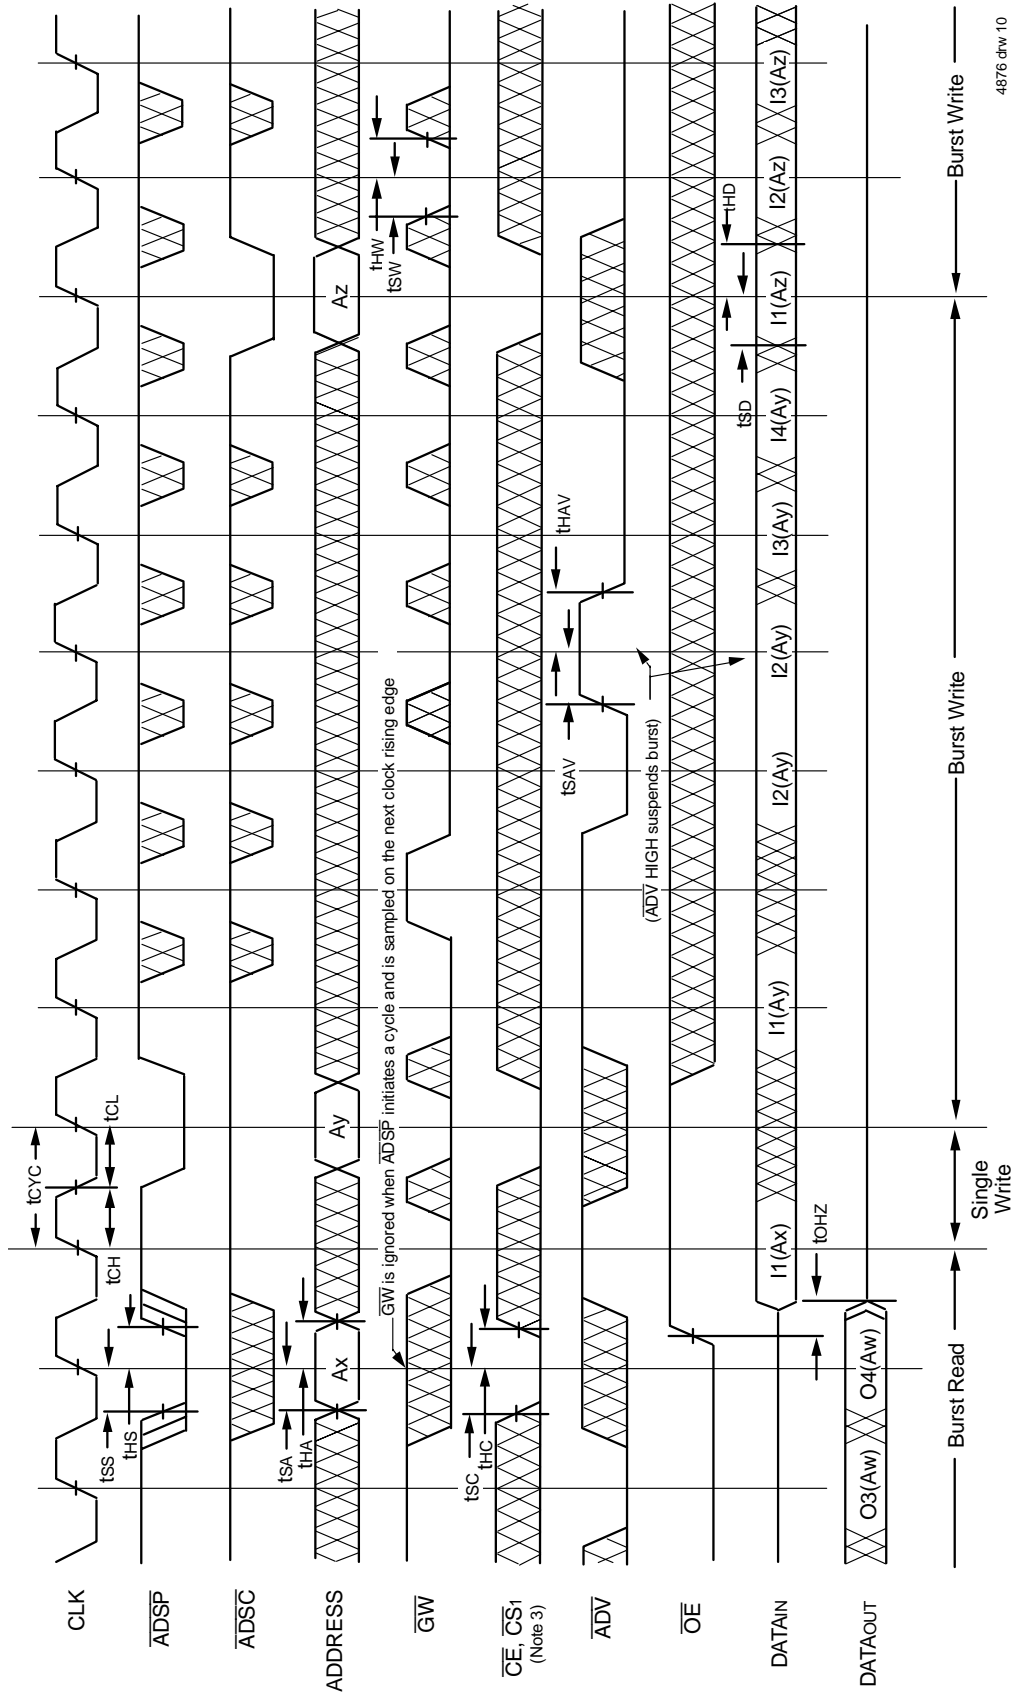 CLK
tCYC
tCH
tCL
ADSP
tSS
tHS
ADSC
ADDRESS
Ax
Ay
Az
tSA
tHA
GW
GW is ignored when ADSP initiates a cycle and is sampled on the next clock rising edge
tHW
tSW
CE, CS1
(Note 3)
tSC
tHC
ADV
tSAV
tHAV
(ADV HIGH suspends burst)
OE
DATAIN
I1(Ax)
I1(Ay)
I2(Ay)
I2(Ay)
I3(Ay)
I4(Ay)
I1(Az)
I2(Az)
I3(Az)
tSD
tHD
tOHZ
DATAOUT
O3(Aw)
O4(Aw)
Burst Read
Single
Write
Burst Write
Burst Write
4876 drw 10